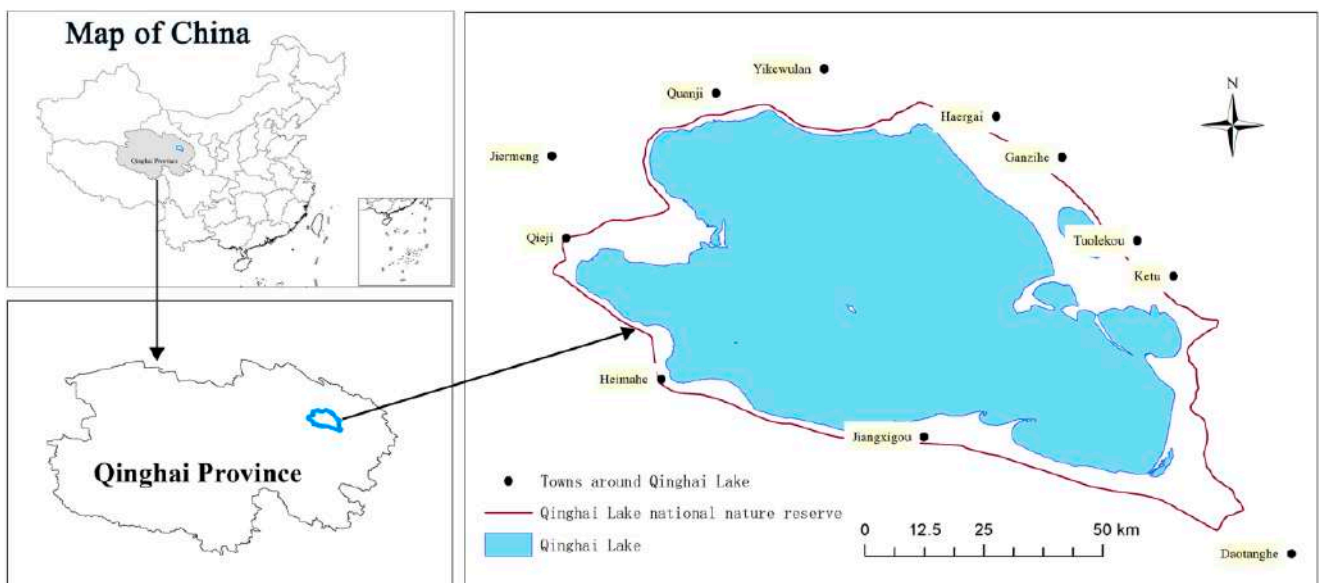 Map of China
Qinghai Province
Qinghai Province
Yikewulan
Quanji
N
Haergai
Jiermeng
Ganzihe
Qieji
Tuolekou
Ketu
Heimahe
Jiangxigou
Towns around Qinghai Lake
Qinghai Lake national nature reserve
Qinghai Lake
0 12.5 25 50 km
Daotanghe